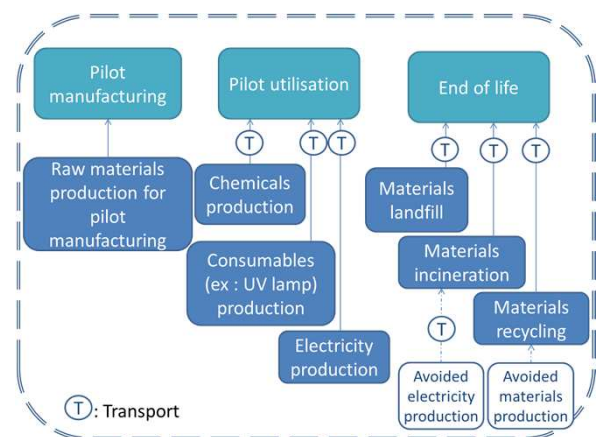 Pilot
manufacturing
Pilot utilisation
End of life
T
T
T
T
T
T
Raw materials
production for
pilot
manufacturing
Chemicals
production
Materials
landfill
Consumables
(ex : UV lamp)
production
Materials
incineration
Materials
recycling
T
Electricity
production
Avoided
electricity
production
Avoided
materials
production
T : Transport